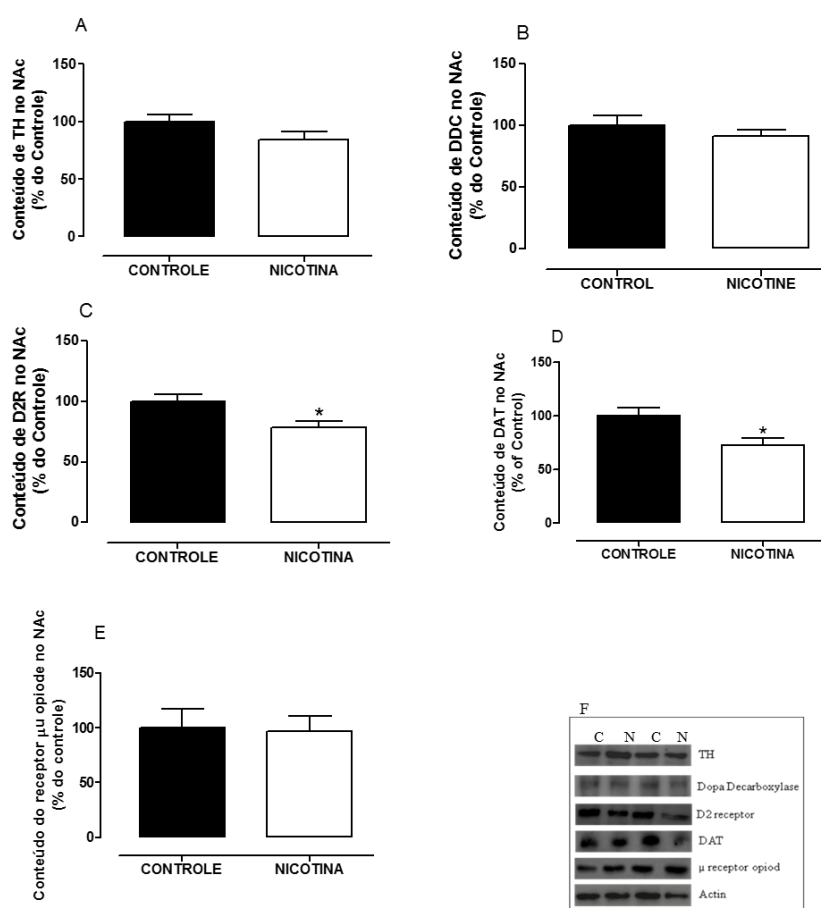 A
Conteúdo de TH no NAc
(% do Controle)
150
100
50
0
CONTROLE NICOTINA
B
Conteúdo de DDC no NAc
(% do Controle)
150
100
50
0
CONTROL NICOTINE
C
Conteúdo de D2R no NAc
(% do Controle)
150
100
50
0
*
CONTROLE NICOTINA
D
Conteúdo de DAT no NAc
(% of Control)
150
100
50
0
*
CONTROLE NICOTINA
E
Conteúdo do receptor µu opiode no NAc
(% do controle)
150
100
50
0
CONTROLE NICOTINA
F
C N C N
TH
Dopa Decarboxylase
D2 receptor
DAT
µ receptor opiod
Actin